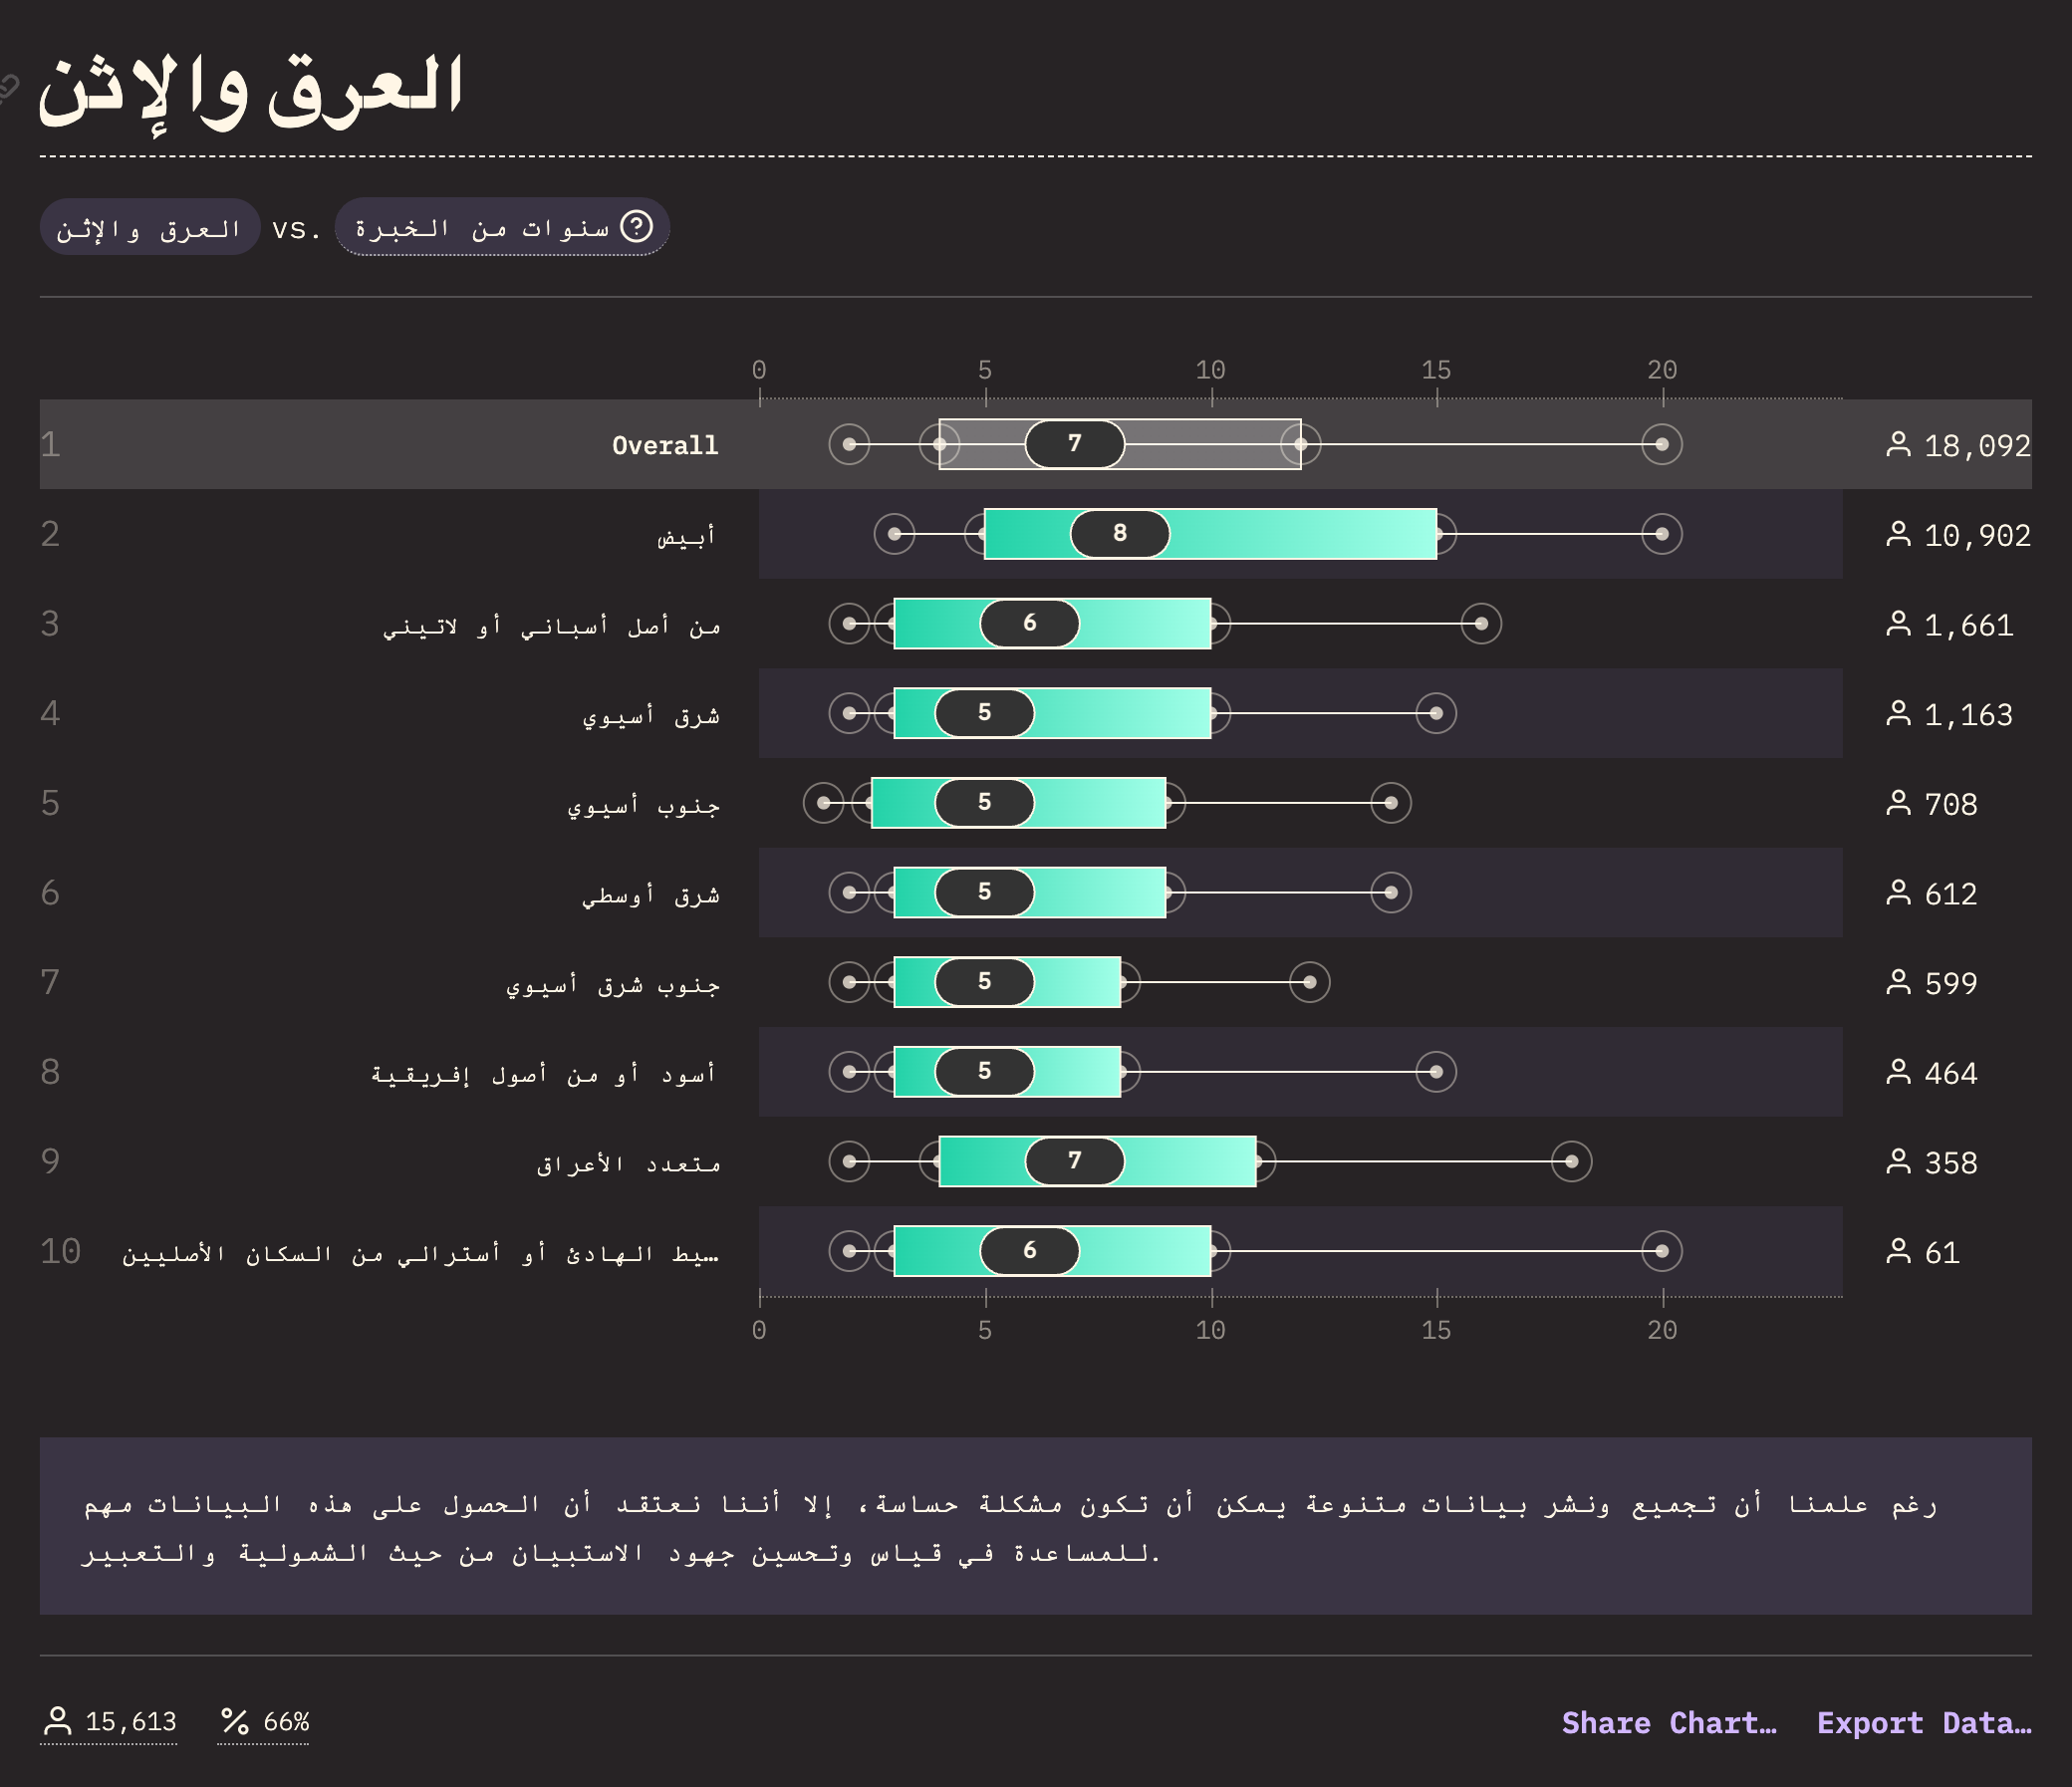 العرق والإثن
العرق والإثن vs. سنوات من الخبرة
0 5 10 15 20
1 Overall 7 18,092
2 أبيض 8 10,902
3 من أصل أسباني أو لاتيني 6 1,661
4 شرق أسيوي 5 1,163
5 جنوب أسيوي 5 708
6 شرق أوسطي 5 612
7 جنوب شرق أسيوي 5 599
8 أسود أو من أصول إفريقية 5 464
9 متعدد الأعراق 7 358
10 …يط الهادئ أو أسترالي من السكان الأصليين 6 61
0 5 10 15 20
رغم علمنا أن تجميع ونشر بيانات متنوعة يمكن أن تكون مشكلة حساسة، إلا أننا نعتقد أن الحصول على هذه البيانات مهم
للمساعدة في قياس وتحسين جهود الاستبيان من حيث الشمولية والتعبير.
15,613 66% Share Chart… Export Data…